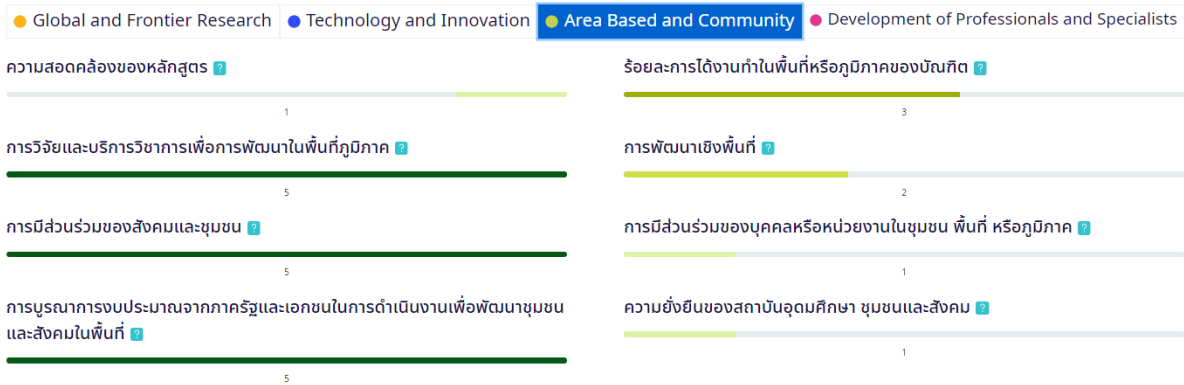 Global and Frontier Research
Technology and Innovation
Area Based and Community
Development of Professionals and Specialists
ความสอดคล้องของหลักสูตร ?
1
ร้อยละการได้งานทำในพื้นที่หรือภูมิภาคของบัณฑิต ?
3
การวิจัยและบริการวิชาการเพื่อการพัฒนาในพื้นที่ภูมิภาค ?
5
การพัฒนาเชิงพื้นที่ ?
2
การมีส่วนร่วมของสังคมและชุมชน ?
5
การมีส่วนร่วมของบุคคลหรือหน่วยงานในชุมชน พื้นที่ หรือภูมิภาค ?
1
การบูรณาการงบประมาณจากภาครัฐและเอกชนในการดำเนินงานเพื่อพัฒนาชุมชน
และสังคมในพื้นที่ ?
5
ความยั่งยืนของสถาบันอุดมศึกษา ชุมชนและสังคม ?
1